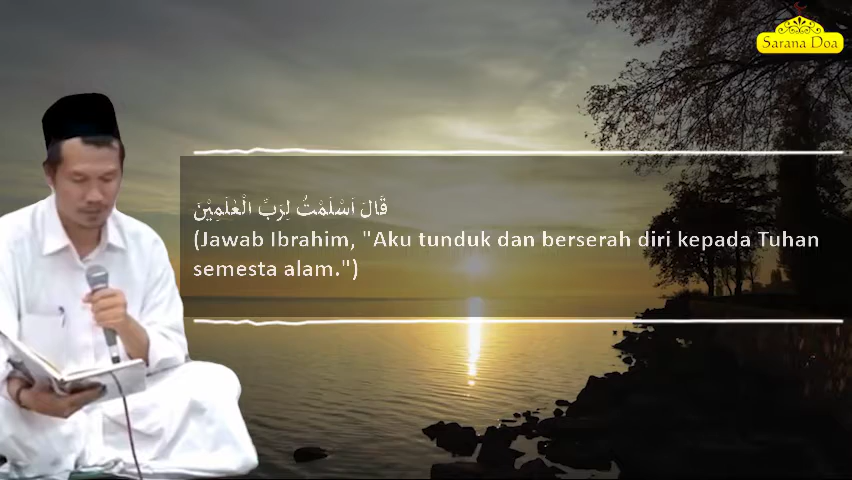 Sarana Doa
قَالَ اَسْلَمْتُ لِرَبِّ الْعٰلَمِيْنَ
(Jawab Ibrahim, "Aku tunduk dan berserah diri kepada Tuhan
semesta alam.")